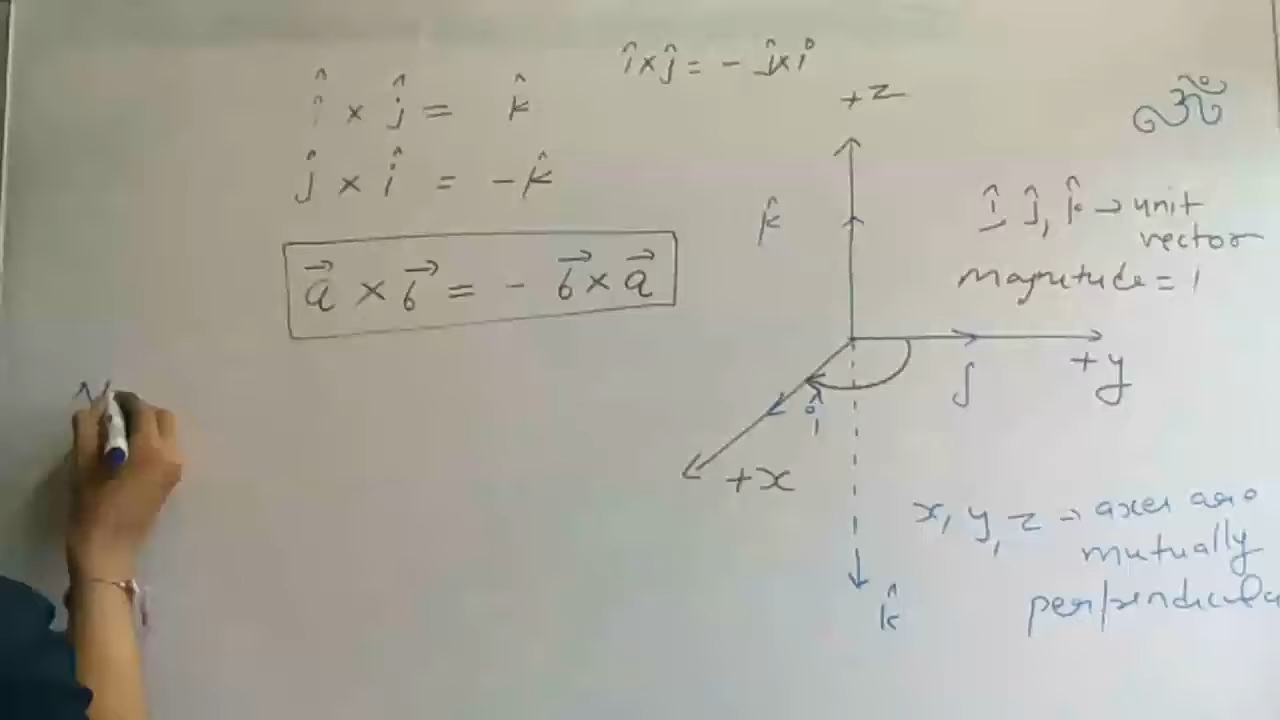 î × ĵ = k̂
ĵ × î = -k̂
a⃗ × b⃗ = - b⃗ × a⃗
î × ĵ = - ĵ × i
+z
ॐ
k̂
î, ĵ, k̂ → unit
vector
magnitude = 1
+y
j
î
+x
x, y, z → axes are
mutually
k̂